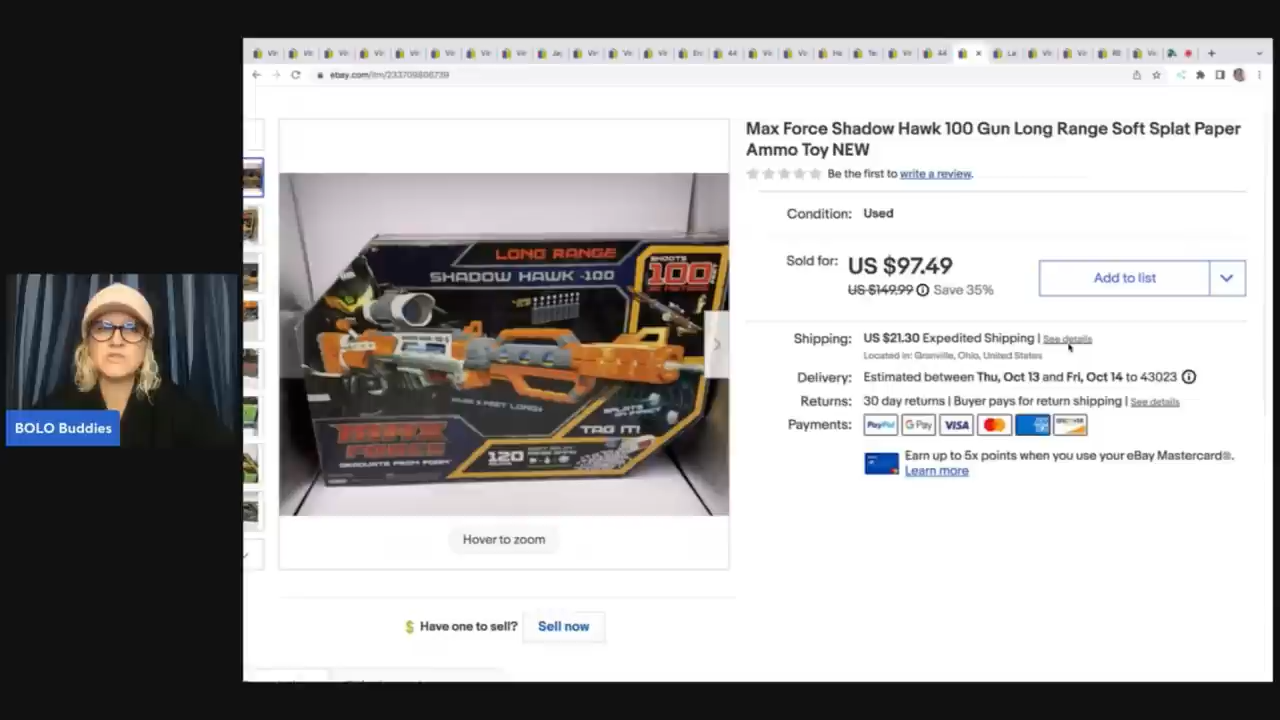 ebay.com/itm/233709806739
Max Force Shadow Hawk 100 Gun Long Range Soft Splat Paper
Ammo Toy NEW
Be the first to write a review.
Condition: Used
Sold for: US $97.49
US $149.99 Save 35%
Add to list
Shipping: US $21.30 Expedited Shipping | See details
Located in: Granville, Ohio, United States
Delivery: Estimated between Thu, Oct 13 and Fri, Oct 14 to 43023
Returns: 30 day returns | Buyer pays for return shipping | See details
Payments: PayPal G Pay VISA
Earn up to 5x points when you use your eBay Mastercard®.
Learn more
LONG RANGE
SHADOW HAWK -100
SHOOTS
100
TAG IT!
MAX
FORCE
120
Hover to zoom
$ Have one to sell? Sell now
BOLO Buddies